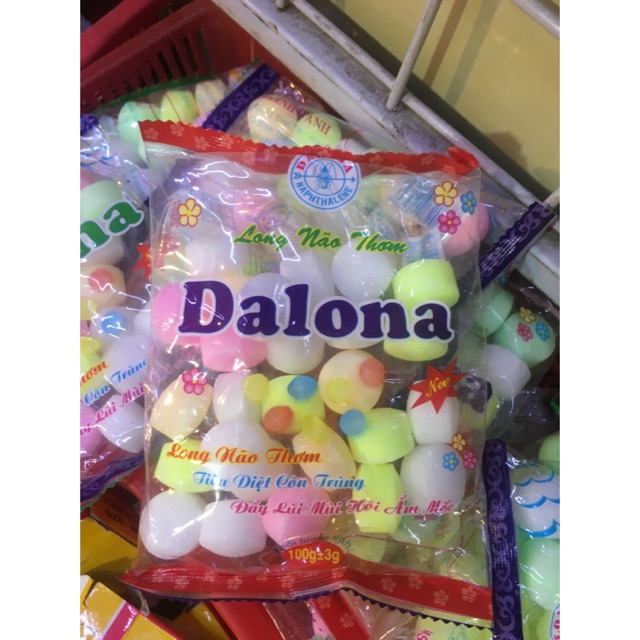 NAPHTHALENE
Long Não Thơm
Dalona
New
Long Não Thơm
Tiêu Diệt Côn Trùng
Đẩy Lùi Mùi Hôi Ẩm Mốc
100g±3g